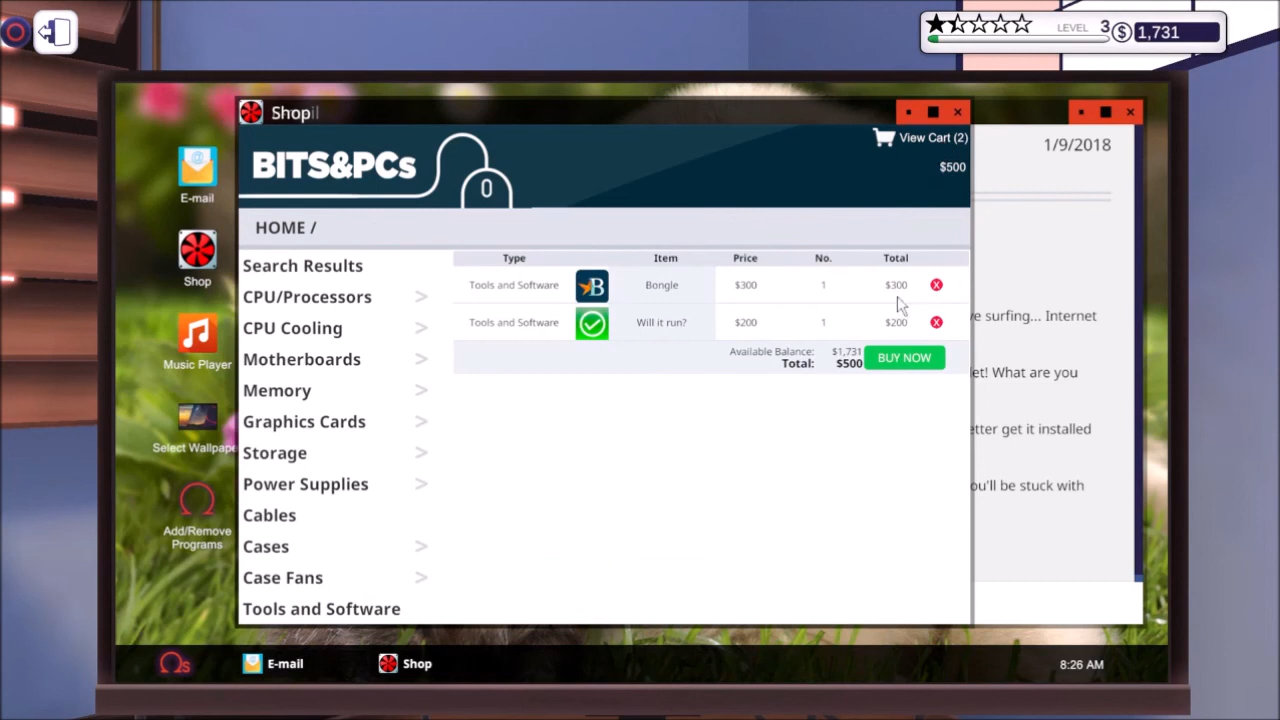 LEVEL 3 $ 1,731
Shop
View Cart (2)
$500
BITS&PCs
1/9/2018
HOME /
E-mail
Shop
Music Player
Select Wallpape
Add/Remove
Programs
Search Results
CPU/Processors >
CPU Cooling >
Motherboards >
Memory >
Graphics Cards >
Storage >
Power Supplies >
Cables
Cases >
Case Fans >
Tools and Software
Type Item Price No. Total
Tools and Software B Bongle $300 1 $300 X
Tools and Software Will it run? $200 1 $200 X
Available Balance: $1,731
Total: $500 BUY NOW
ve surfing... Internet
et! What are you
etter get it installed
ou'll be stuck with
Ωs E-mail Shop 8:26 AM